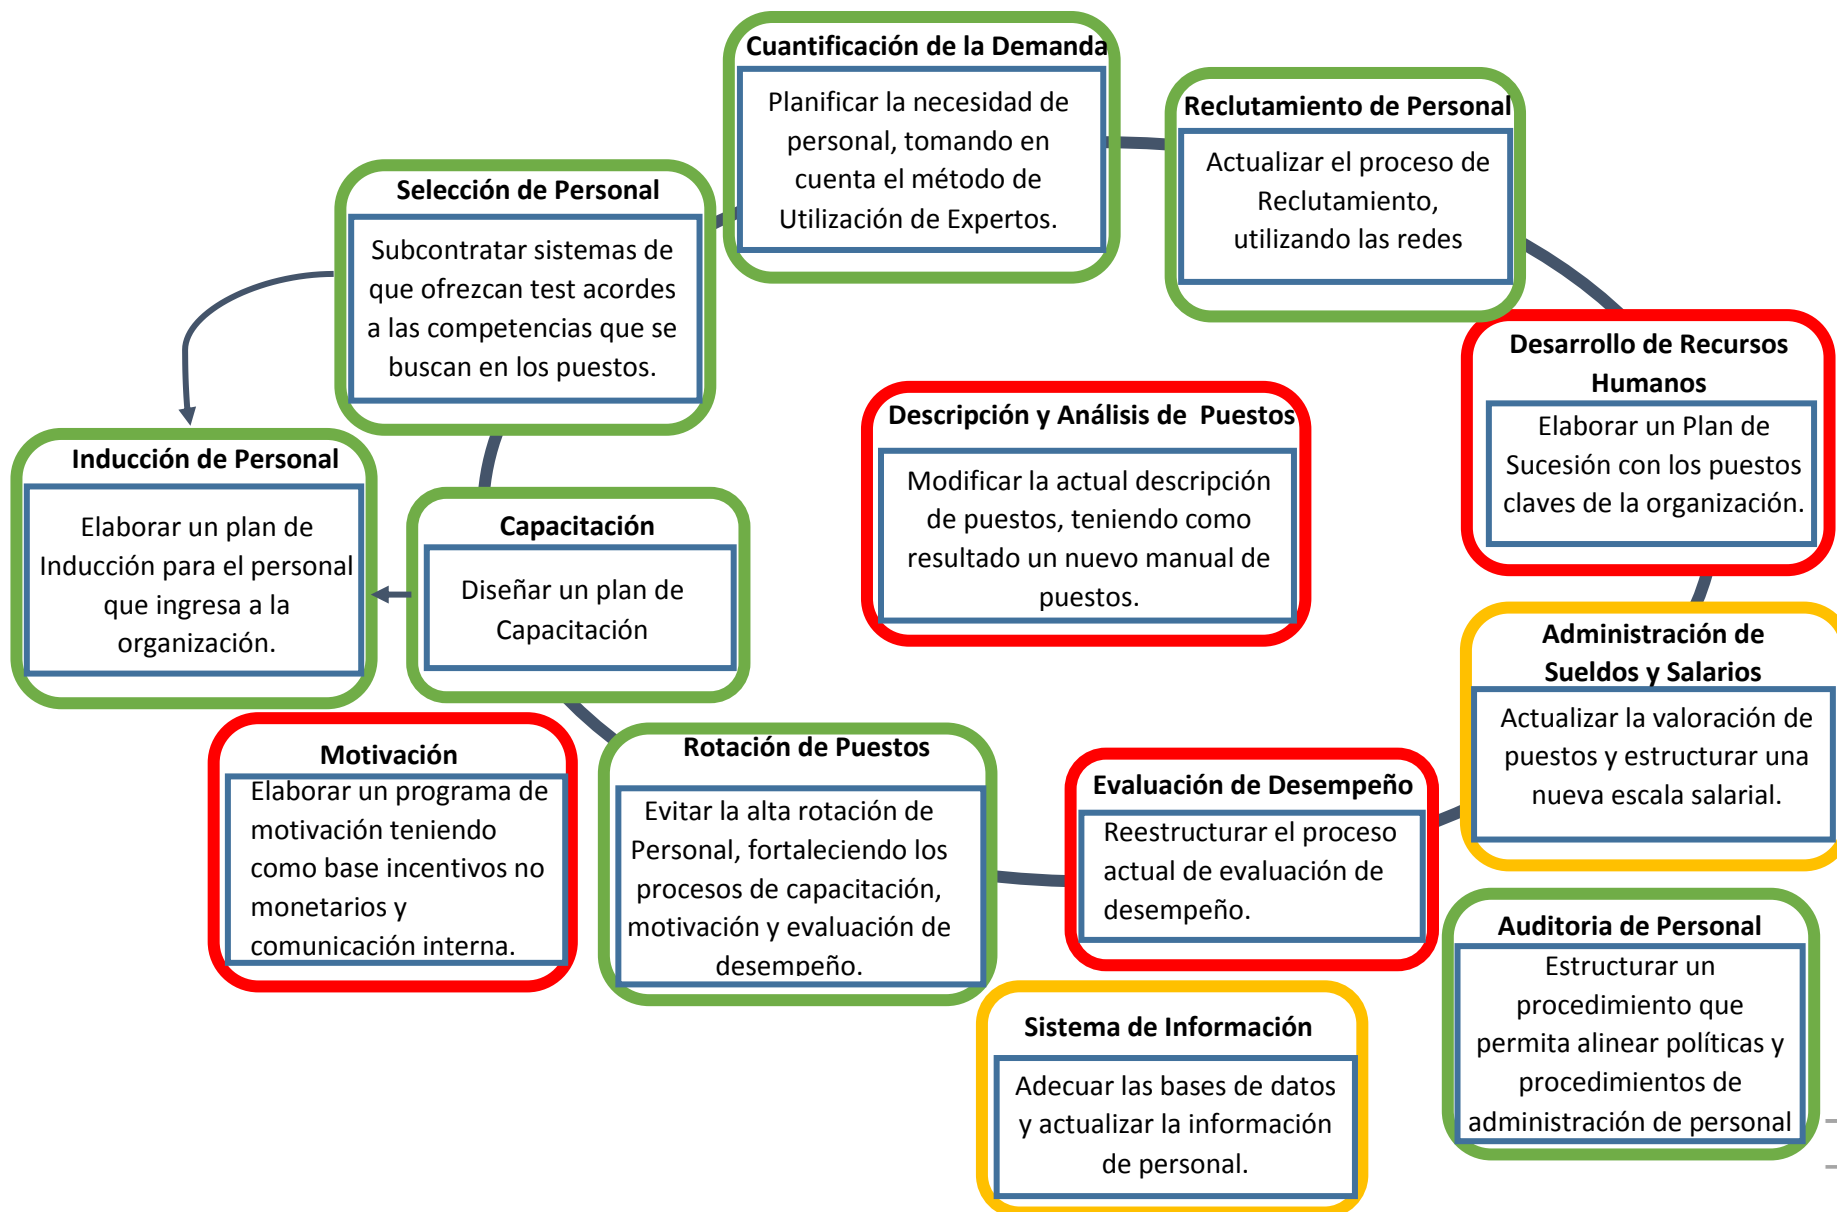 Cuantificación de la Demanda
Planificar la necesidad de
personal, tomando en
cuenta el método de
Utilización de Expertos.
Reclutamiento de Personal
Actualizar el proceso de
Reclutamiento,
utilizando las redes
Selección de Personal
Subcontratar sistemas de
que ofrezcan test acordes
a las competencias que se
buscan en los puestos.
Desarrollo de Recursos
Humanos
Elaborar un Plan de
Sucesión con los puestos
claves de la organización.
Descripción y Análisis de Puestos
Modificar la actual descripción
de puestos, teniendo como
resultado un nuevo manual de
puestos.
Inducción de Personal
Elaborar un plan de
Inducción para el personal
que ingresa a la
organización.
Capacitación
Diseñar un plan de
Capacitación
Administración de
Sueldos y Salarios
Actualizar la valoración de
puestos y estructurar una
nueva escala salarial.
Motivación
Elaborar un programa de
motivación teniendo
como base incentivos no
monetarios y
comunicación interna.
Rotación de Puestos
Evitar la alta rotación de
Personal, fortaleciendo los
procesos de capacitación,
motivación y evaluación de
desempeño.
Evaluación de Desempeño
Reestructurar el proceso
actual de evaluación de
desempeño.
Auditoria de Personal
Estructurar un
procedimiento que
permita alinear políticas y
procedimientos de
administración de personal
Sistema de Información
Adecuar las bases de datos
y actualizar la información
de personal.